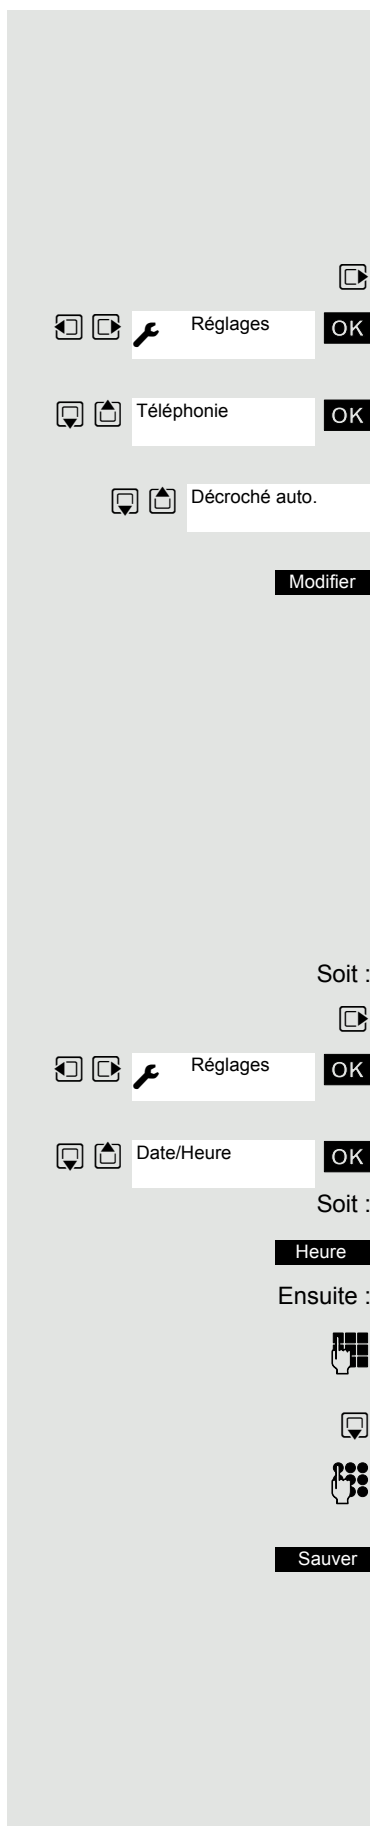 Réglages OK
Téléphonie OK
Décroché auto.
Modifier
Soit :
Réglages OK
Date/Heure OK
Soit :
Heure
Ensuite :
Sauver